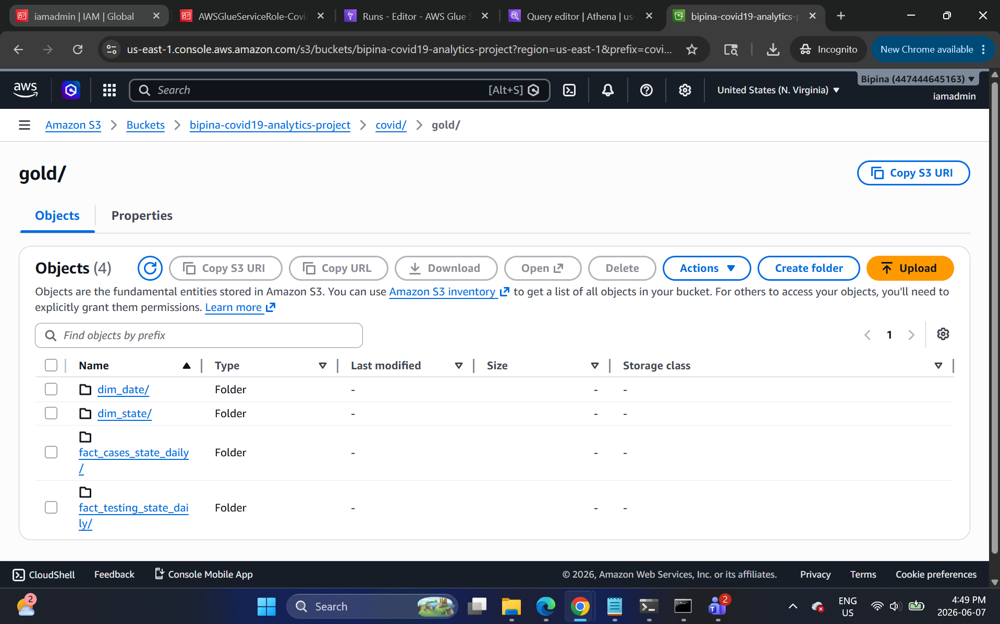 iamadmin | IAM | Global
AWSGlueServiceRole-Covi
Runs - Editor - AWS Glue S
Query editor | Athena | us-
bipina-covid19-analytics-p
us-east-1.console.aws.amazon.com/s3/buckets/bipina-covid19-analytics-project?region=us-east-1&prefix=covi...
Incognito
New Chrome available
aws
Search
[Alt+S]
United States (N. Virginia)
Bipina (447444645163)
iamadmin
Amazon S3
Buckets
bipina-covid19-analytics-project
covid/
gold/
gold/
Copy S3 URI
Objects
Properties
Objects (4)
Copy S3 URI
Copy URL
Download
Open
Delete
Actions
Create folder
Upload
Objects are the fundamental entities stored in Amazon S3. You can use Amazon S3 inventory to get a list of all objects in your bucket. For others to access your objects, you'll need to
explicitly grant them permissions. Learn more
Find objects by prefix
1
Name
Type
Last modified
Size
Storage class
dim_date/
Folder
-
-
-
dim_state/
Folder
-
-
-
fact_cases_state_daily
/
Folder
-
-
-
fact_testing_state_dai
ly/
Folder
-
-
-
CloudShell
Feedback
Console Mobile App
© 2026, Amazon Web Services, Inc. or its affiliates.
Privacy
Terms
Cookie preferences
2
Search
2
T
ENG
US
4:49 PM
2026-06-07